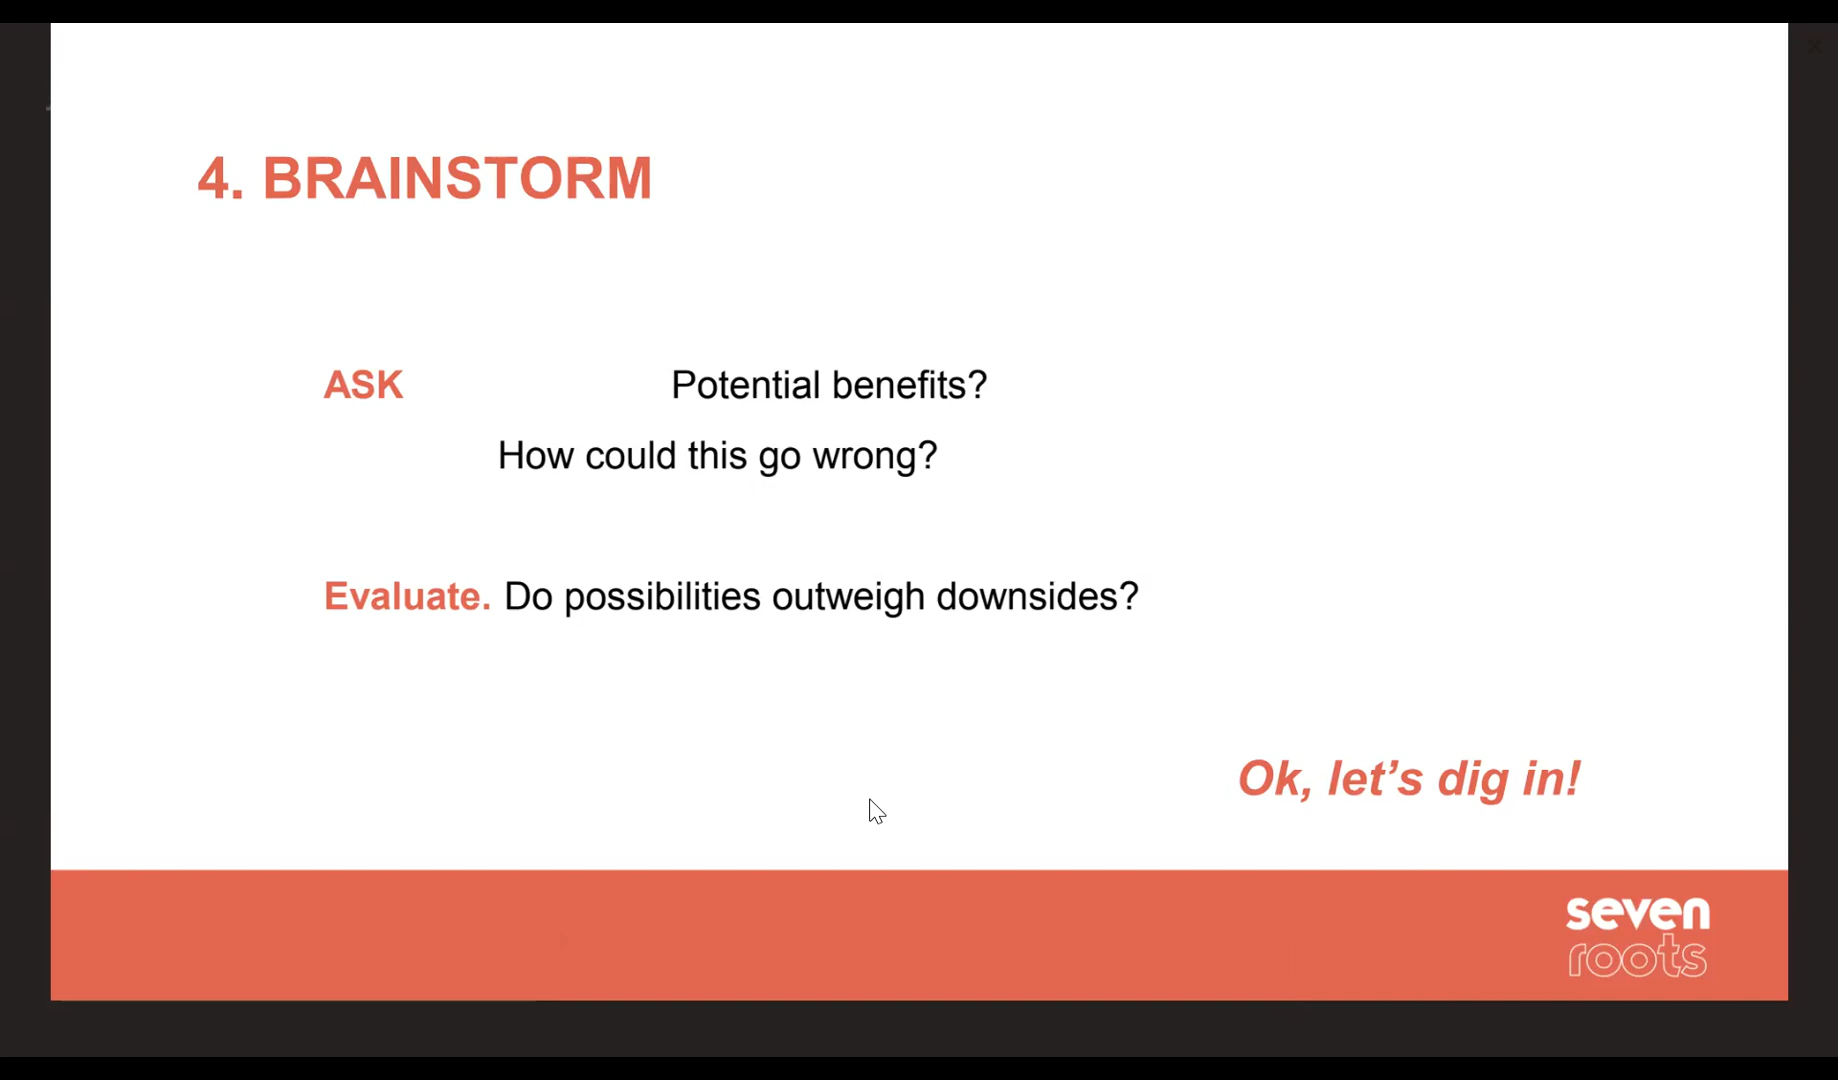 4. BRAINSTORM
ASK Potential benefits?
How could this go wrong?
Evaluate. Do possibilities outweigh downsides?
Ok, let’s dig in!
seven
roots